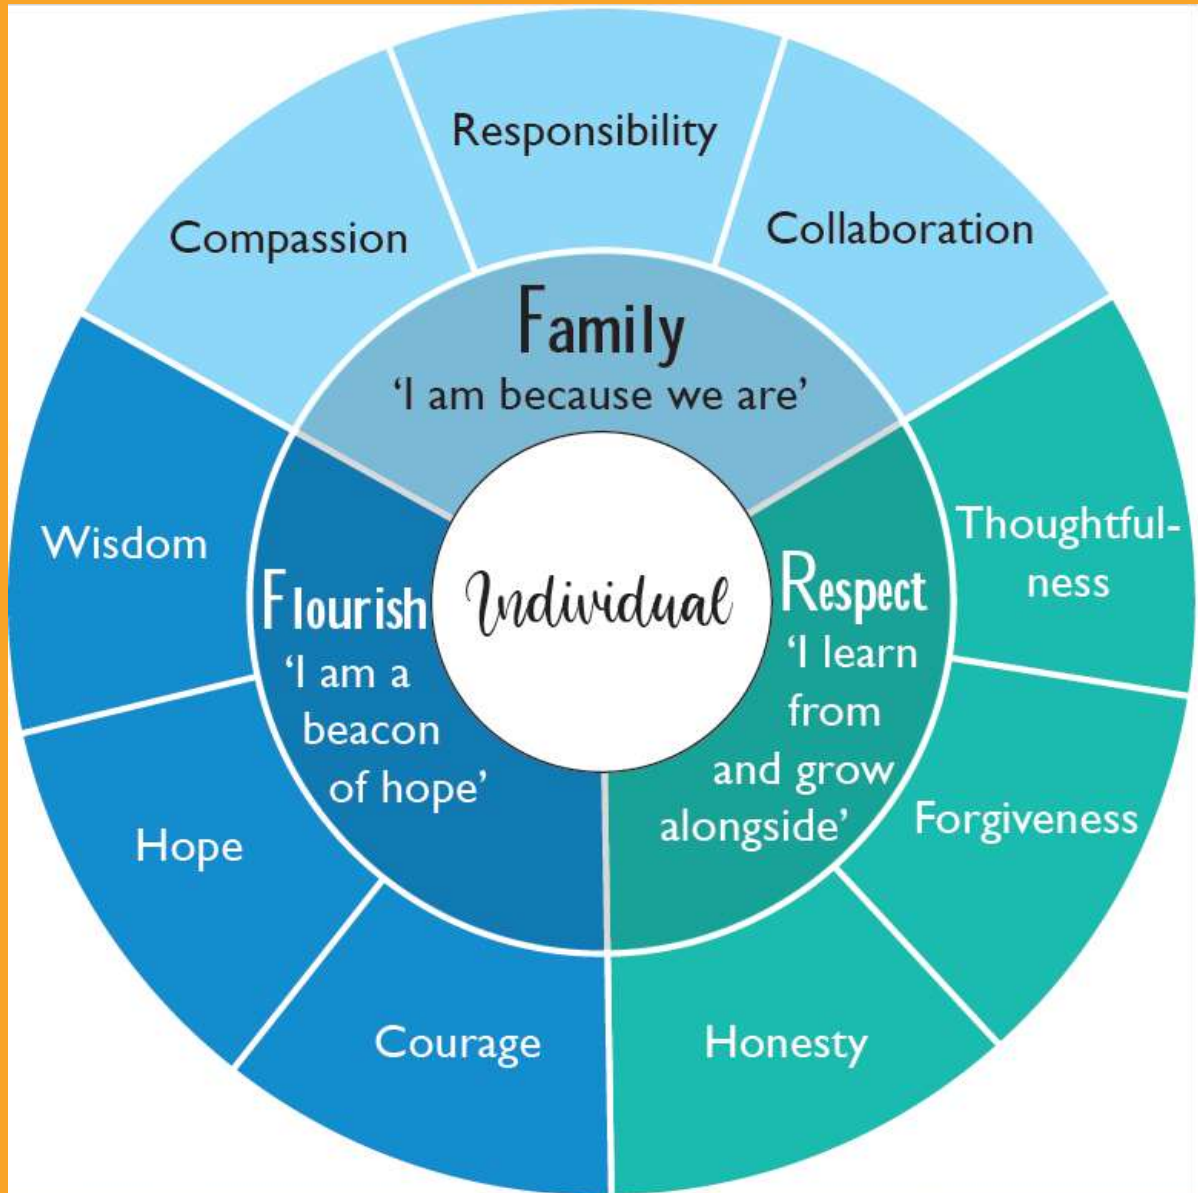 Responsibility
Compassion
Collaboration
Family
‘I am because we are’
Wisdom
Hope
Courage
Flourish
‘I am a
beacon
of hope’
Individual
Respect
‘I learn
from
and grow
alongside’
Thoughtful-
ness
Forgiveness
Honesty